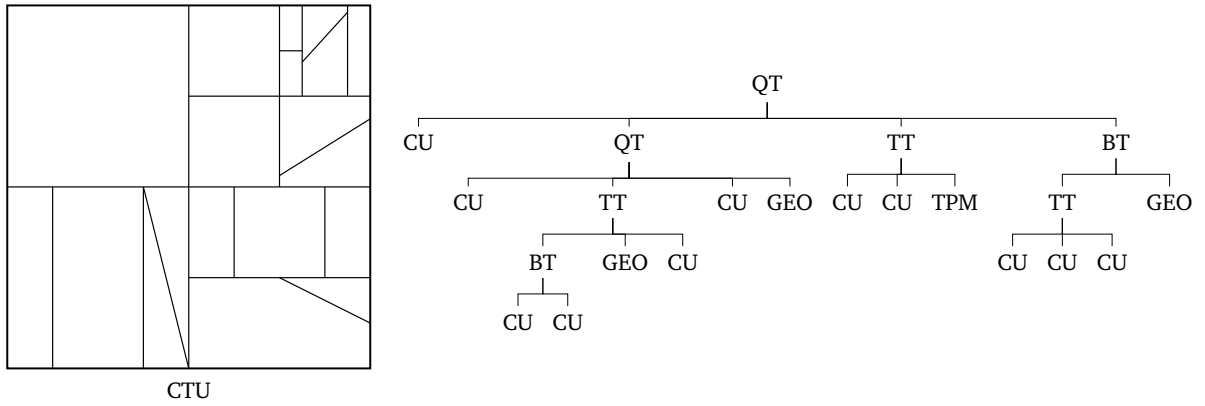 QT
CU QT TT BT
CU TT CU GEO CU CU TPM TT GEO
BT GEO CU CU CU CU
CU CU
CTU